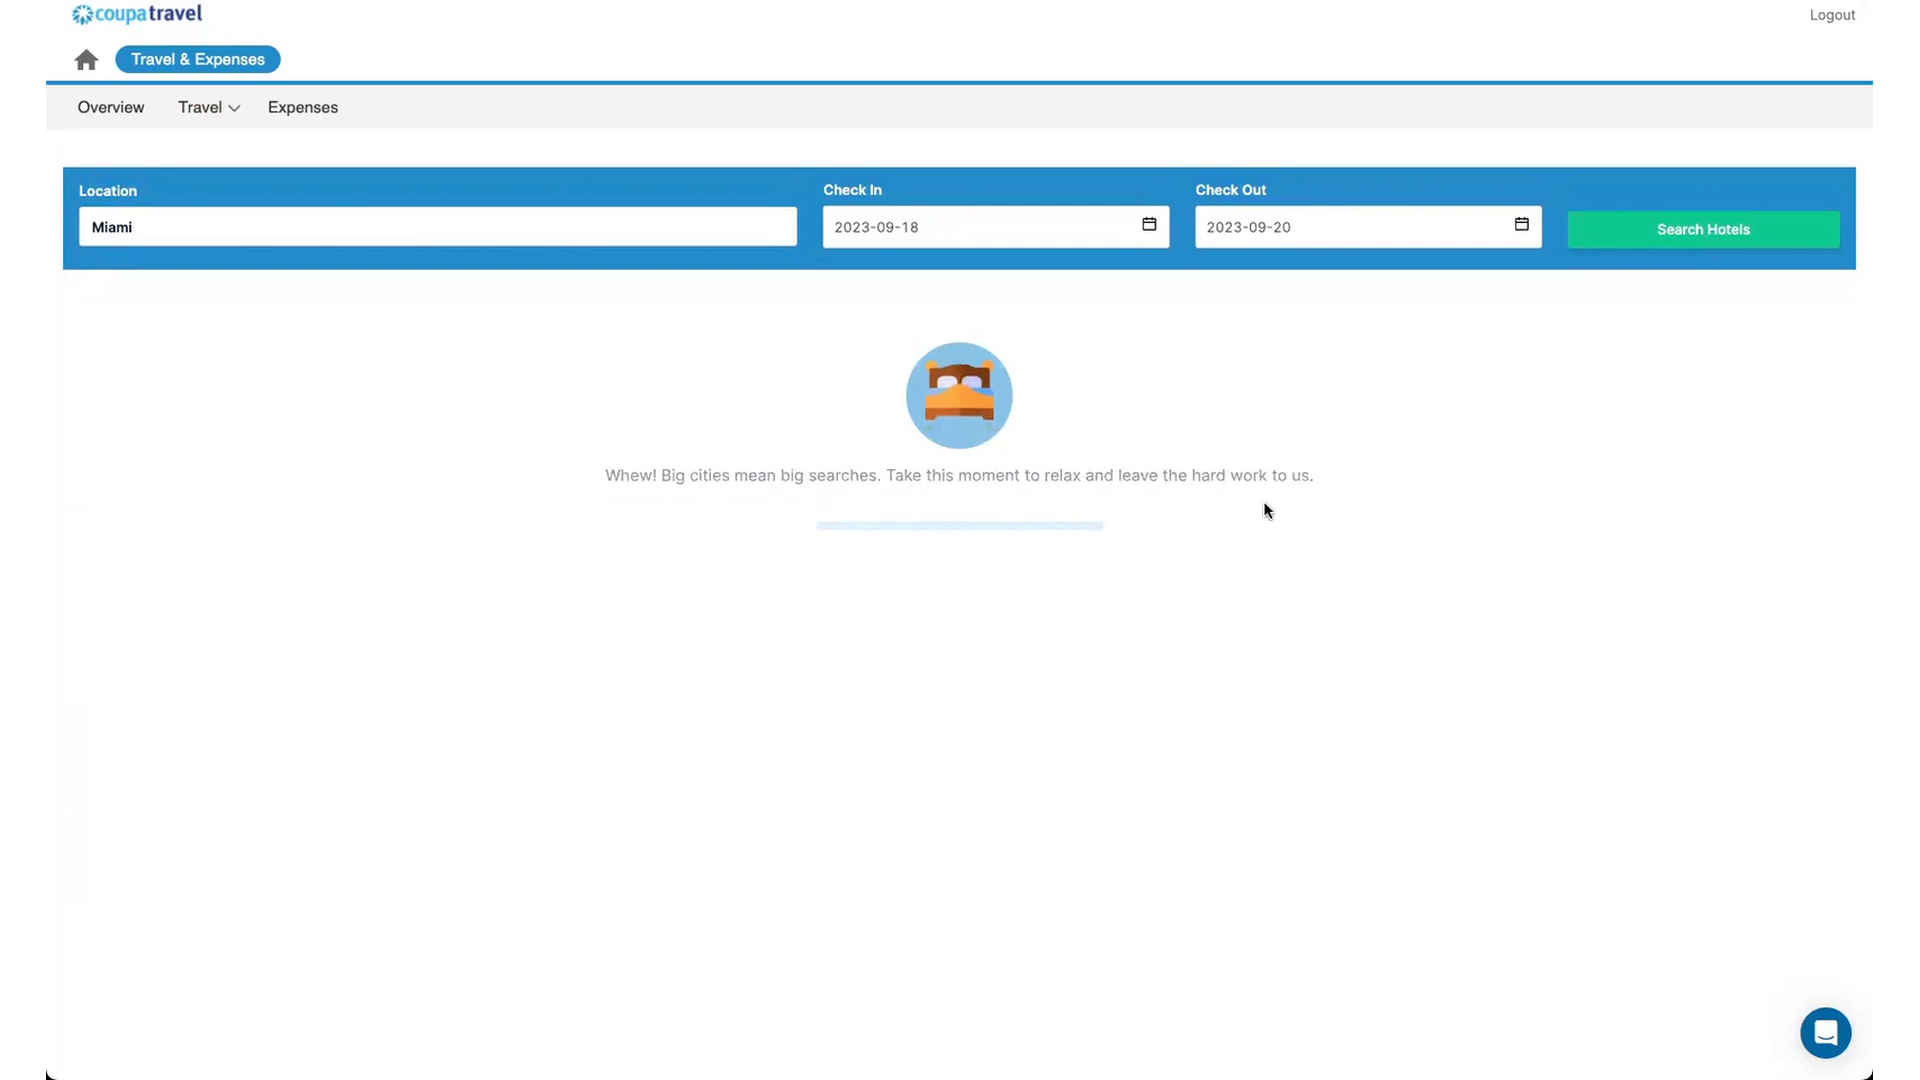 coupatravel
Logout
Travel & Expenses
Overview
Travel
Expenses
Location
Check In
Check Out
Miami
2023-09-18
2023-09-20
Search Hotels
Whew! Big cities mean big searches. Take this moment to relax and leave the hard work to us.